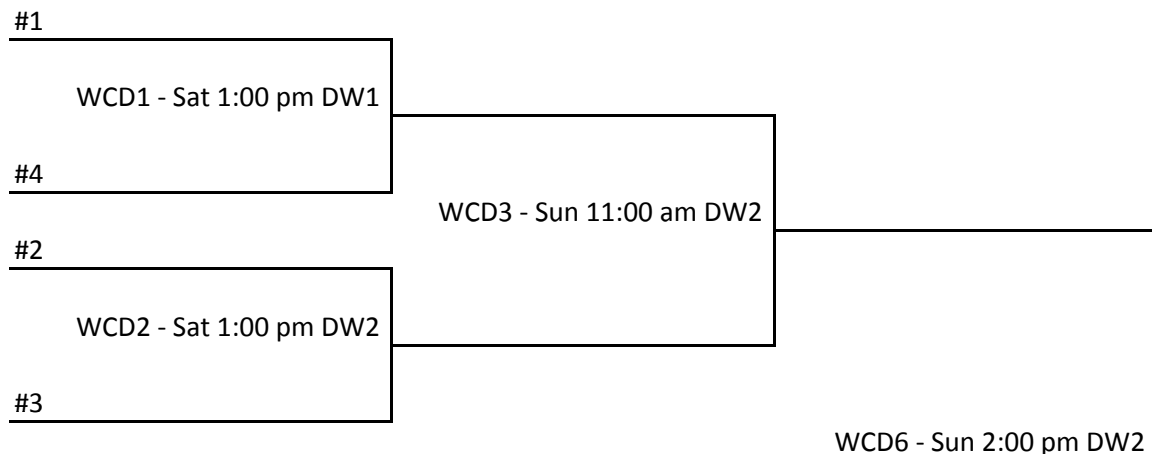 #1
WCD1 - Sat 1:00 pm DW1
#4
WCD3 - Sun 11:00 am DW2
#2
WCD2 - Sat 1:00 pm DW2
#3
WCD6 - Sun 2:00 pm DW2